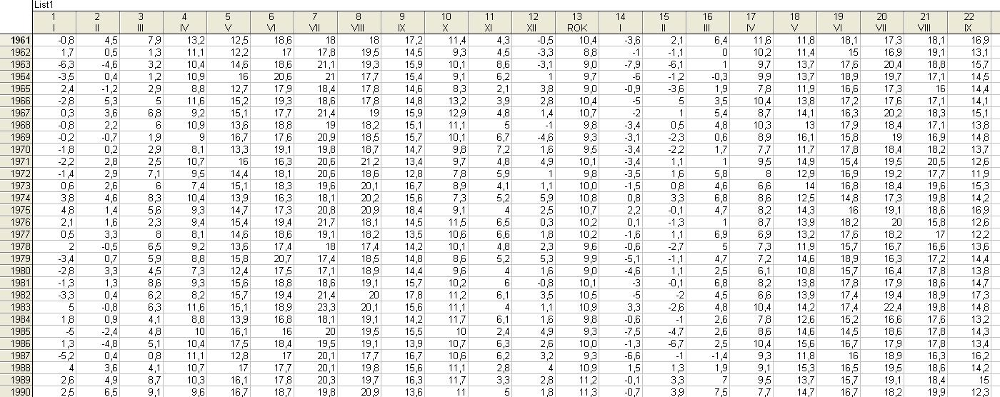 List1
1 2 3 4 5 6 7 8 9 10 11 12 13 14 15 16 17 18 19 20 21 22
I II III IV V VI VII VIII IX X XI XII ROK I II III IV V VI VII VIII IX
1961 -0,8 4,5 7,9 13,2 12,5 18,6 18 18 17,2 11,4 4,3 -0,5 10,4 -3,6 2,1 6,4 11,6 11,8 18,1 17,3 18,1 16,9
1962 1,7 0,5 1,3 11,1 12,2 17 17,8 19,5 14,5 9,3 4,5 -3,3 8,8 -1 -1,1 0 10,2 11,4 15 16,9 19,1 13,1
1963 -6,3 -4,6 3,2 10,4 14,6 18,6 21,1 19,3 15,9 10,1 8,6 -3,1 9,0 -7,9 -6,1 1 9,7 13,7 17,6 20,4 18,8 15,7
1964 -3,5 0,4 1,2 10,9 16 20,6 21 17,7 15,4 9,1 6,2 1 9,7 -6 -1,2 -0,3 9,9 13,7 18,9 19,7 17,1 14,5
1965 2,4 -1,2 2,9 8,8 12,7 17,9 18,4 17,8 14,6 8,3 2,1 3,8 9,0 -0,9 -3,6 1,9 7,8 11,9 16,6 17,3 16 14,4
1966 -2,8 5,3 5 11,6 15,2 19,3 18,6 17,8 14,8 13,2 3,9 2,8 10,4 -5 5 3,5 10,4 13,8 17,2 17,6 17,1 14,1
1967 0,3 3,6 6,8 9,2 15,1 17,7 21,4 19 15,9 12,9 4,8 1,4 10,7 -2 1 5,4 8,7 14,1 16,3 20,2 18,3 15,1
1968 -0,8 2,2 6 10,9 13,6 18,8 19 18,2 15,1 11,1 5 -1 9,8 -3,4 0,5 4,8 10,3 13 17,9 18,4 17,1 13,8
1969 -0,2 -0,7 1,9 9 16,7 17,6 20,9 18,5 15,7 10,1 6,7 -4,6 9,3 -3,1 -2,3 0,6 8,9 16,1 15,8 19 16,9 14,8
1970 -1,8 0,2 2,9 8,1 13,3 19,1 19,8 18,7 14,7 9,8 7,2 1,6 9,5 -3,4 -2,2 1,7 7,7 11,7 17,8 18,4 18,2 13,7
1971 -2,2 2,8 2,5 10,7 16 16,3 20,6 21,2 13,4 9,7 4,8 4,9 10,1 -3,4 1,1 1 9,5 14,9 15,4 19,5 20,5 12,6
1972 -1,4 2,9 7,1 9,5 14,4 18,1 20,6 18,6 12,8 7,8 5,9 1 9,8 -3,5 1,6 5,8 8 12,9 16,9 19,2 17,7 11,9
1973 0,6 2,6 6 7,4 15,1 18,3 19,6 20,1 16,7 8,9 4,1 1,1 10,0 -1,5 0,8 4,6 6,6 14 16,8 18,4 19,6 15,3
1974 3,8 4,6 8,3 10,4 13,9 16,3 18,1 20,2 15,6 7,3 5,2 5,9 10,8 0,8 3,3 6,8 8,6 12,5 14,8 17,3 19,8 14,2
1975 4,8 1,4 5,6 9,3 14,7 17,3 20,8 20,9 18,4 9,1 4 2,5 10,7 2,2 -0,1 4,7 8,2 14,3 16 19,1 18,6 16,9
1976 2,1 1,6 2,3 9,4 15,4 19,4 21,7 18,1 14,5 11,5 6,5 0,3 10,2 0,1 -1,3 1 8,7 13,9 18,2 20 15,8 12,6
1977 0,5 3,3 8 8,1 14,6 18,6 19,1 18,2 13,5 10,6 6,6 1,8 10,2 -1,6 1,1 6,9 6,9 13,2 17,6 18,2 17 12,2
1978 2 -0,5 6,5 9,2 13,6 17,4 18 17,4 14,2 10,1 4,8 2,3 9,6 -0,6 -2,7 5 7,3 11,9 15,7 16,7 16,6 13,6
1979 -3,4 0,7 5,9 8,8 15,8 20,7 17,4 18,5 14,8 8,6 5,2 5,3 9,9 -5,1 -1,1 4,7 7,2 14,6 18,9 16,3 17,2 14,4
1980 -2,8 3,3 4,5 7,3 12,4 17,5 17,1 18,9 14,4 9,6 4 1,6 9,0 -4,6 1,1 2,5 6,1 10,8 15,7 16,4 17,8 13,8
1981 -1,3 1,3 8,6 9,3 15,6 18,8 18,6 19,1 15,7 10,2 6 -0,8 10,1 -3 -0,1 6,8 8,2 13,8 17,8 17,9 18,6 14,7
1982 -3,3 0,4 6,2 8,2 15,7 19,4 21,4 20 17,8 11,2 6,1 3,5 10,5 -5 -2 4,5 6,6 13,9 17,4 19,4 18,9 17,3
1983 5 -0,8 6,3 11,6 15,1 18,9 23,3 20,1 15,6 11,1 4 1,1 10,9 3,3 -2,6 4,8 10,4 14,2 17,4 22,4 19,8 14,8
1984 1,8 0,9 4,1 8,8 13,9 16,8 18,1 19,1 14,2 11,7 6,1 1,6 9,8 -0,6 -1 2,6 7,8 12,6 15,2 16,6 17,6 13,2
1985 -5 -2,4 4,8 10 16,1 16 20 19,5 15,5 10 2,4 4,9 9,3 -7,5 -4,7 2,6 8,6 14,6 14,5 18,6 17,8 14,3
1986 1,3 -4,8 5,1 10,4 17,5 18,4 19,5 19,1 13,9 10,7 6,3 2,6 10,0 -1,3 -6,7 2,5 10,4 15,6 16,7 17,9 17,8 13,4
1987 -5,2 0,4 0,8 11,1 12,8 17 20,1 17,7 16,7 10,6 6,2 3,2 9,3 -6,6 -1 -1,4 9,3 11,8 16 18,9 16,3 16,2
1988 4 3,6 4,1 10,7 17 17,7 20,1 19,8 15,6 11,1 2,8 4 10,9 1,5 1,3 1,9 9,1 15,3 16,5 19,5 18,6 14,2
1989 2,6 4,9 8,7 10,3 16,1 17,8 20,3 19,7 16,3 11,7 3,3 2,8 11,2 -0,1 3,3 7 9,5 13,7 15,7 19,1 18,4 15
1990 2,5 6,5 9,1 9,6 16,7 18,7 19,8 20,9 13,6 11 5 1,8 11,3 -0,7 3,9 7,5 7,7 14,7 16,7 18,2 19,9 12,3